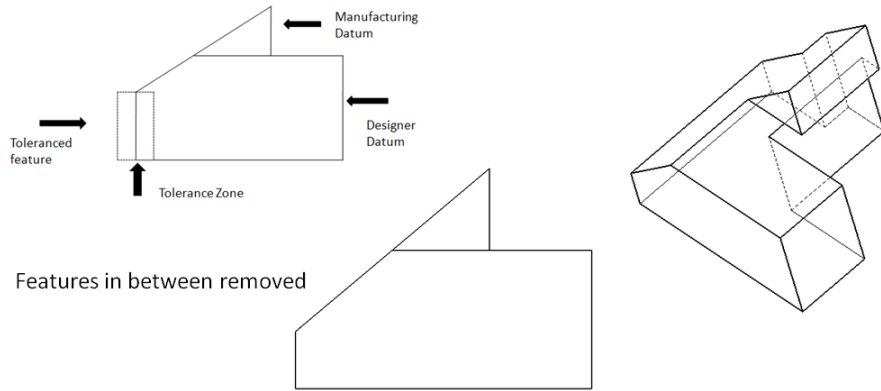 Manufacturing
Datum
Toleranced
feature
Designer
Datum
Tolerance Zone
Features in between removed